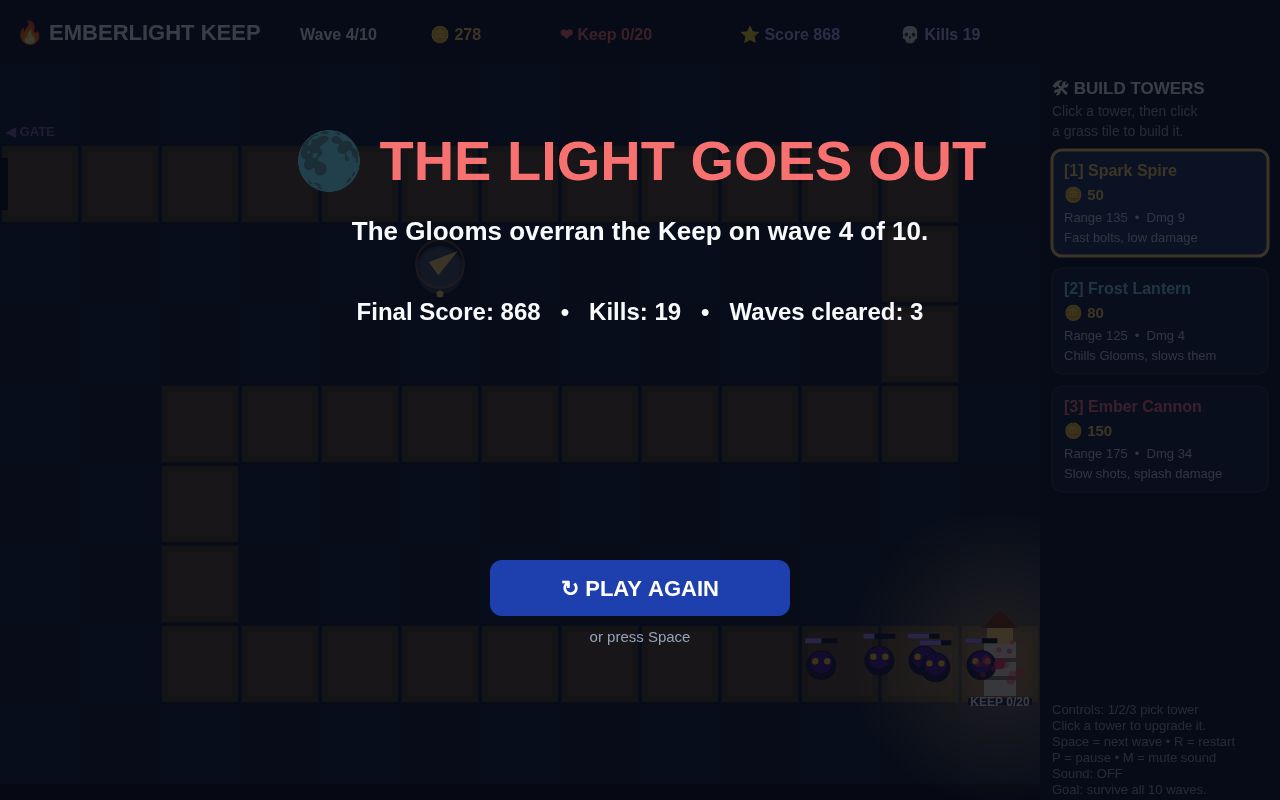 🔥 EMBERLIGHT KEEP
Wave 4/10
🪙 278
❤ Keep 0/20
⭐ Score 868
💀 Kills 19
🛠 BUILD TOWERS
Click a tower, then click
a grass tile to build it.
[1] Spark Spire
🪙 50
Range 135 • Dmg 9
Fast bolts, low damage
[2] Frost Lantern
🪙 80
Range 125 • Dmg 4
Chills Glooms, slows them
[3] Ember Cannon
🪙 150
Range 175 • Dmg 34
Slow shots, splash damage
◀ GATE
🌑 THE LIGHT GOES OUT
The Glooms overran the Keep on wave 4 of 10.
Final Score: 868 • Kills: 19 • Waves cleared: 3
↻ PLAY AGAIN
or press Space
KEEP 0/20
Controls: 1/2/3 pick tower
Click a tower to upgrade it.
Space = next wave • R = restart
P = pause • M = mute sound
Sound: OFF
Goal: survive all 10 waves.